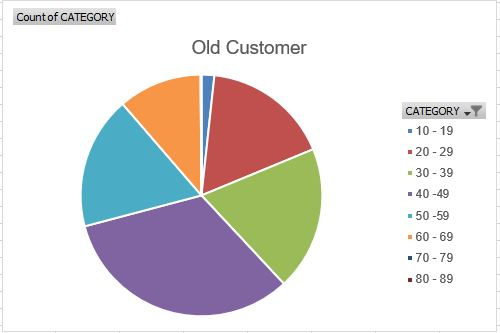 Count of CATEGORY
Old Customer
CATEGORY
10 - 19
20 - 29
30 - 39
40 -49
50 -59
60 - 69
70 - 79
80 - 89